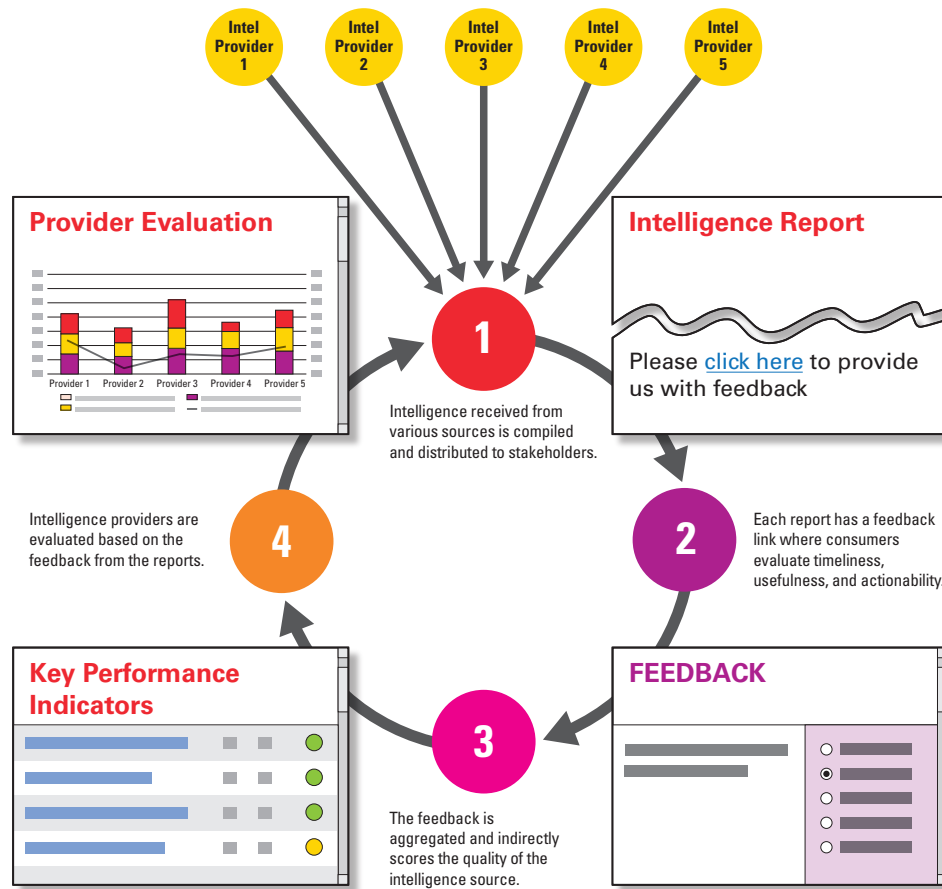 Intel
Provider
1
Intel
Provider
2
Intel
Provider
3
Intel
Provider
4
Intel
Provider
5
Provider Evaluation
Provider 1
Provider 2
Provider 3
Provider 4
Provider 5
1
Intelligence received from
various sources is compiled
and distributed to stakeholders.
Intelligence Report
Please click here to provide
us with feedback
2
Each report has a feedback
link where consumers
evaluate timeliness,
usefulness, and actionability.
FEEDBACK
3
The feedback is
aggregated and indirectly
scores the quality of the
intelligence source.
Key Performance
Indicators
4
Intelligence providers are
evaluated based on the
feedback from the reports.